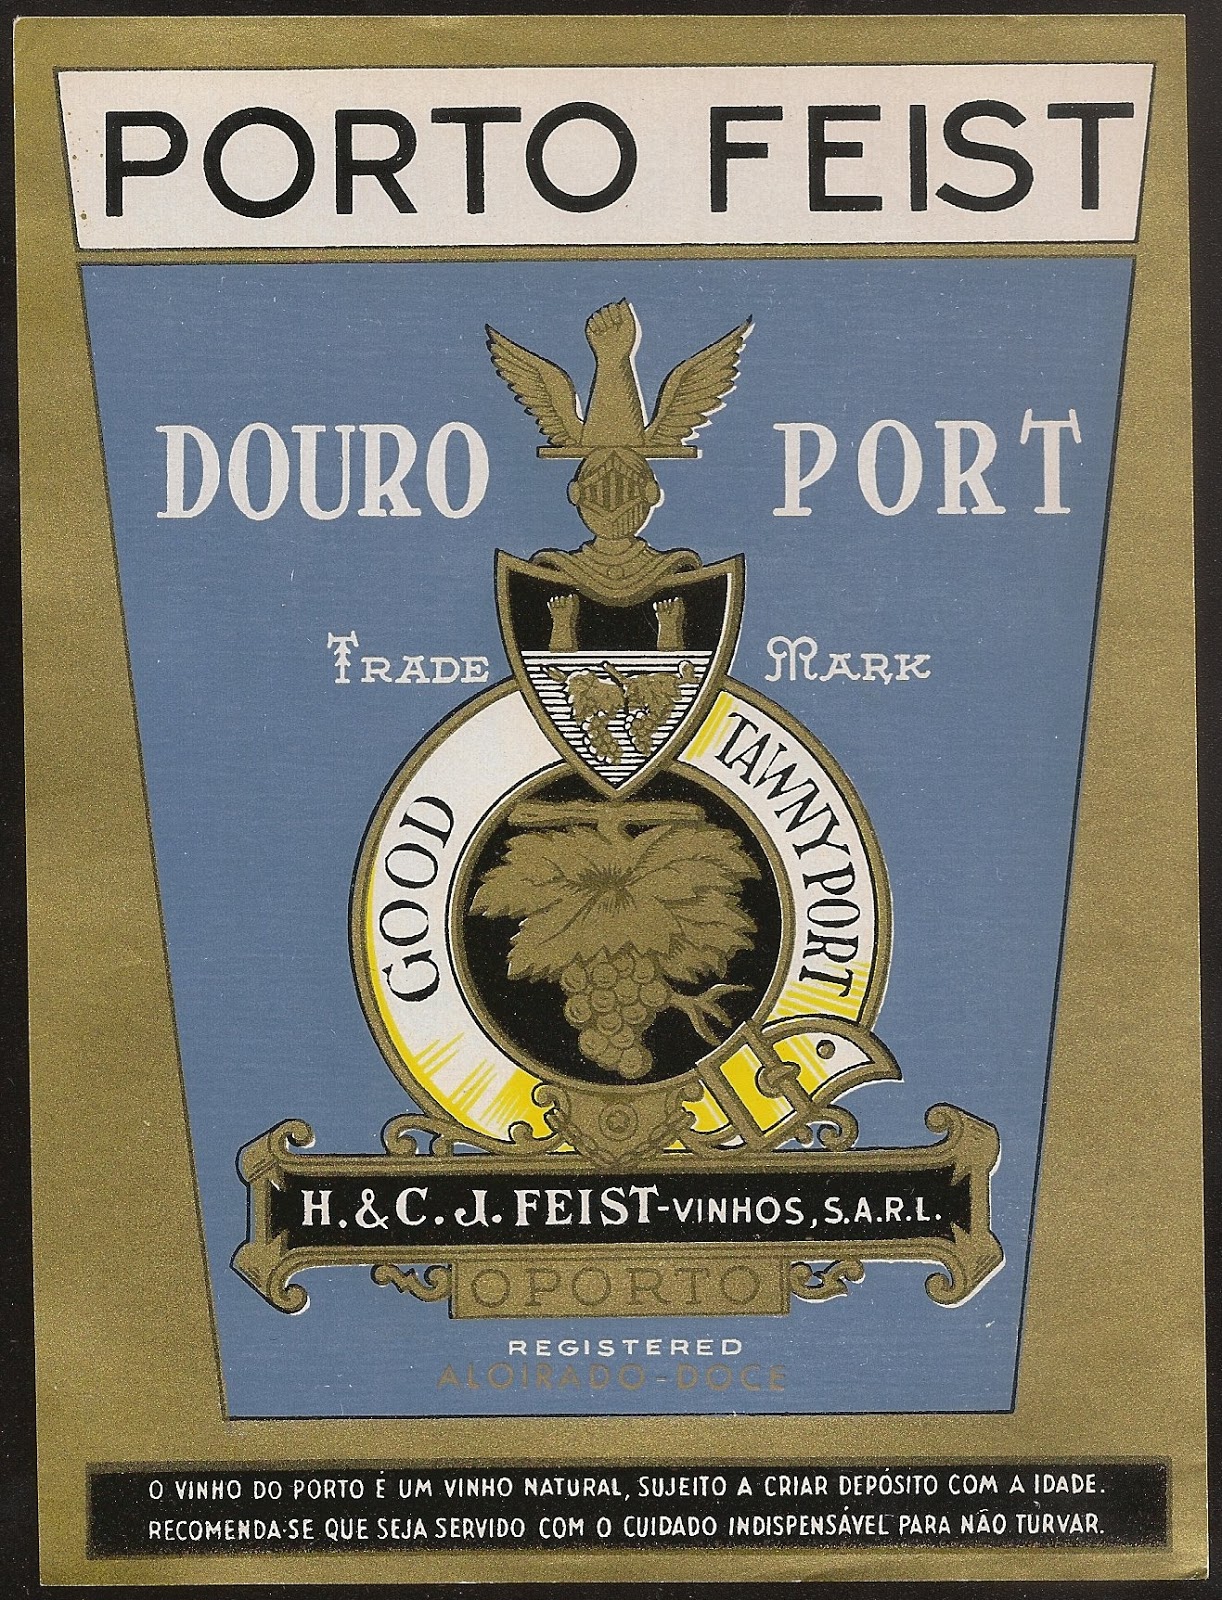 PORTO FEIST
DOURO PORT
TRADE MARK
GOOD TAWNY PORT
H. & C. J. FEIST-VINHOS, S.A.R.L.
OPORTO
REGISTERED
ALOIRADO-DOCE
O VINHO DO PORTO É UM VINHO NATURAL, SUJEITO A CRIAR DEPÓSITO COM A IDADE.
RECOMENDA-SE QUE SEJA SERVIDO COM O CUIDADO INDISPENSÁVEL PARA NÃO TURVAR.